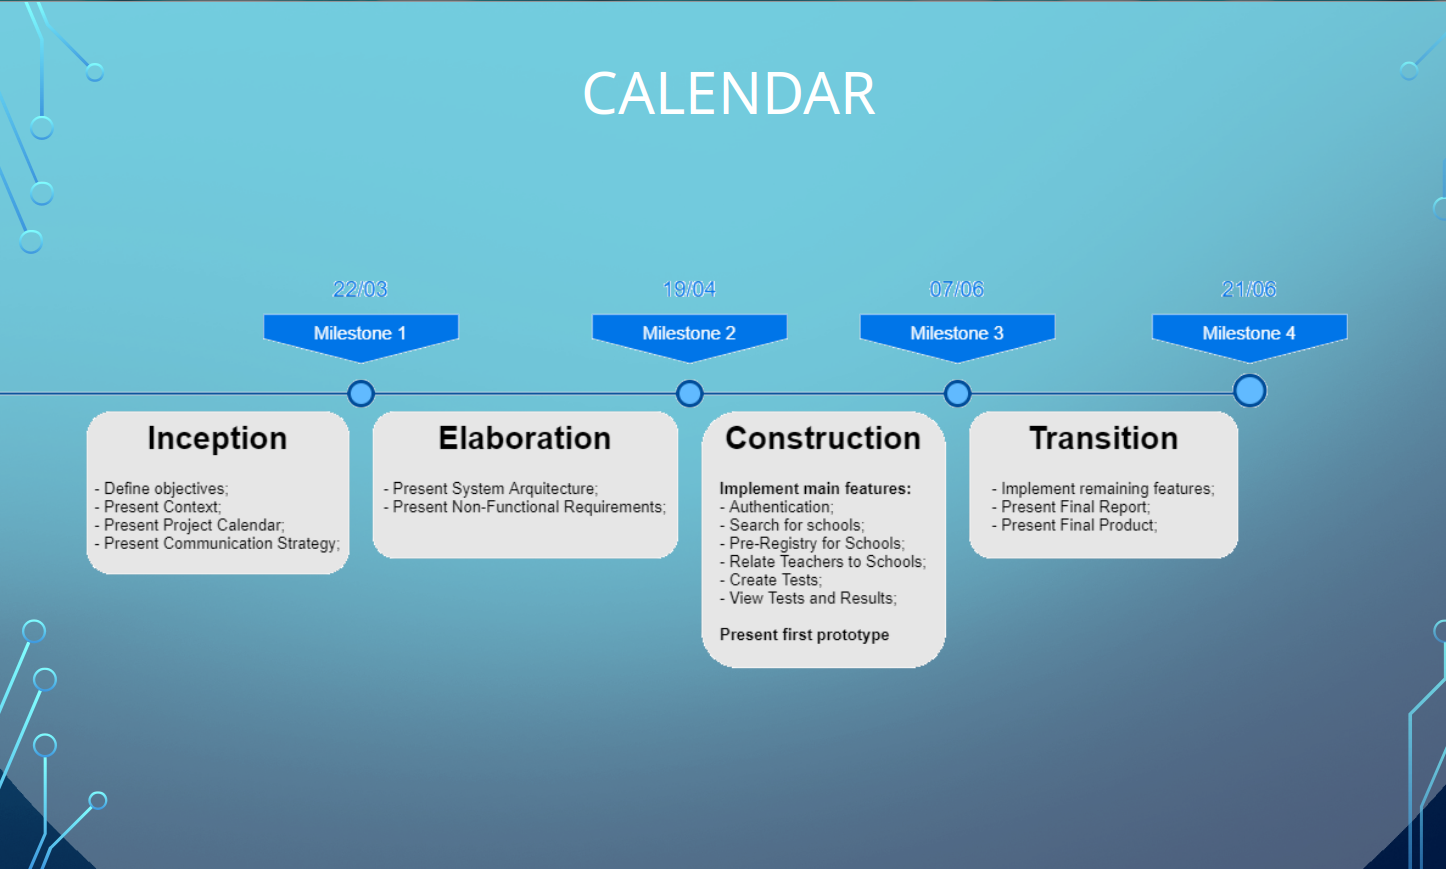 CALENDAR
22/03
19/04
07/06
21/06
Milestone 1
Milestone 2
Milestone 3
Milestone 4
Inception
- Define objectives;
- Present Context;
- Present Project Calendar;
- Present Communication Strategy;
Elaboration
- Present System Arquitecture;
- Present Non-Functional Requirements;
Construction
Implement main features:
- Authentication;
- Search for schools;
- Pre-Registry for Schools;
- Relate Teachers to Schools;
- Create Tests;
- View Tests and Results;
Present first prototype
Transition
- Implement remaining features;
- Present Final Report;
- Present Final Product;